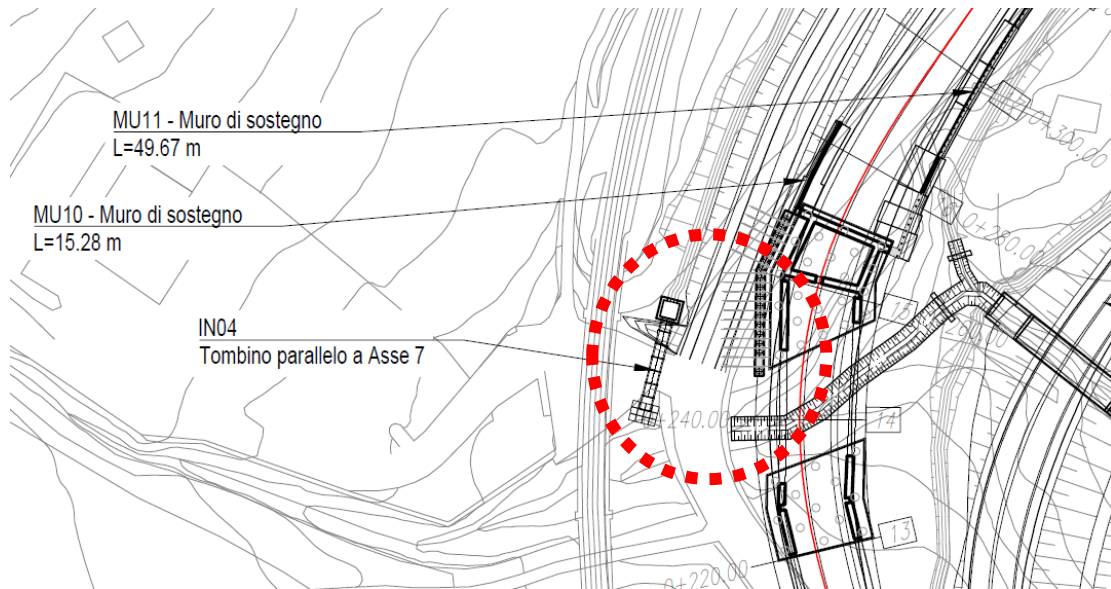 MU11 - Muro di sostegno
L=49.67 m
MU10 - Muro di sostegno
L=15.28 m
IN04
Tombino parallelo a Asse 7
0+300.00
0+280.00
15
0+260.00
0+240.00
14
13
0+220.00